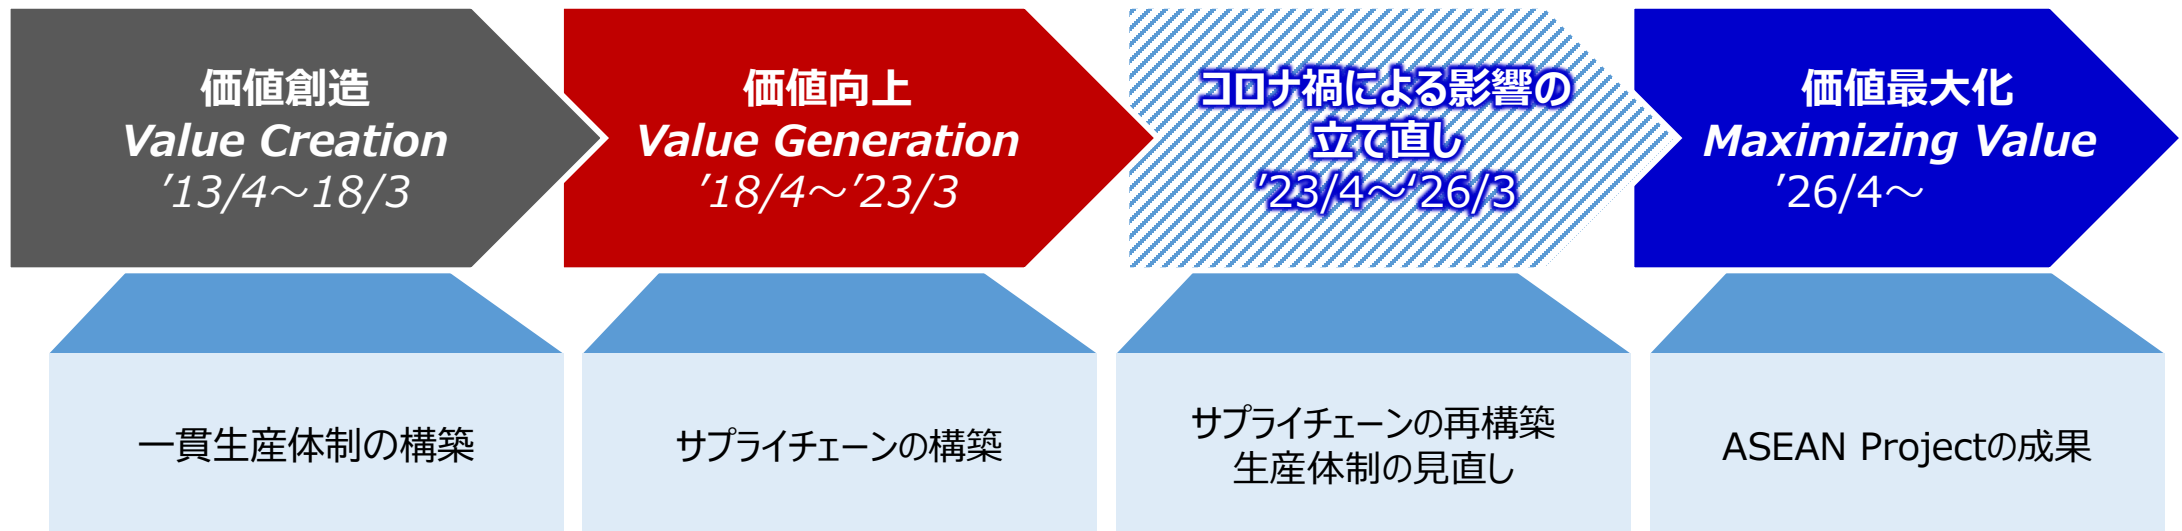 価値創造
Value Creation
’13/4～18/3
価値向上
Value Generation
’18/4～’23/3
コロナ禍による影響の
立て直し
’23/4～‘26/3
価値最大化
Maximizing Value
’26/4～
一貫生産体制の構築
サプライチェーンの構築
サプライチェーンの再構築
生産体制の見直し
ASEAN Projectの成果